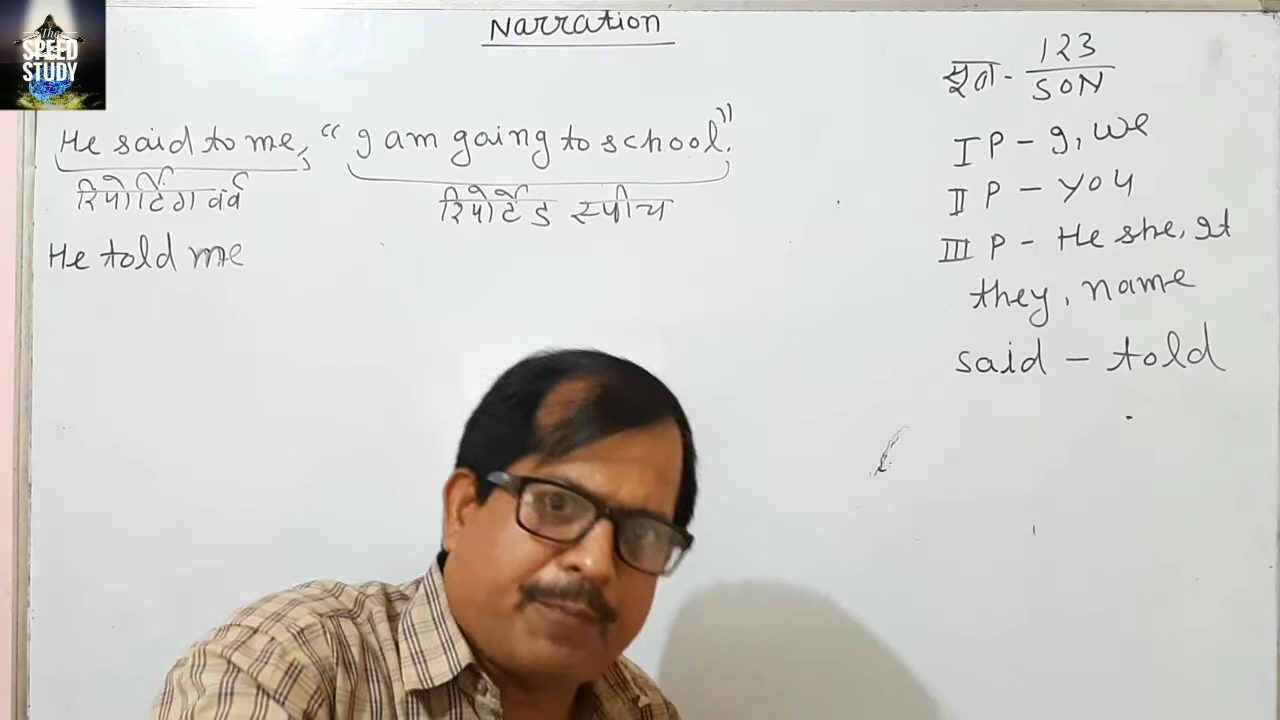 The
SPEED
STUDY
Narration
He said to me, “I am going to school.”
रिपोर्टिंग वर्व
रिपोर्टेड स्पीच
He told me
सूत्र - 123
SON
I P - I, we
II P - you
III P - He she, It
they, name
said - told